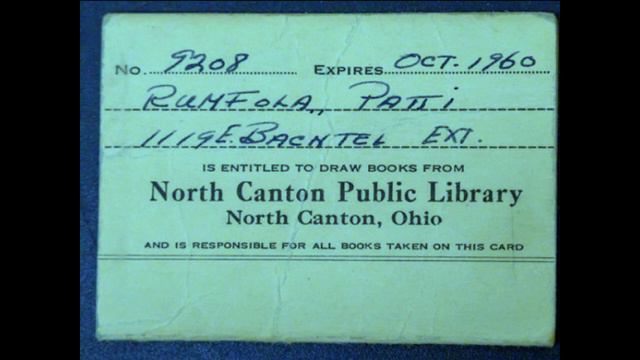 No. 9208 EXPIRES OCT. 1960
RUMFOLA, PATTI
1119 E. BACHTEL EXT.
IS ENTITLED TO DRAW BOOKS FROM
North Canton Public Library
North Canton, Ohio
AND IS RESPONSIBLE FOR ALL BOOKS TAKEN ON THIS CARD